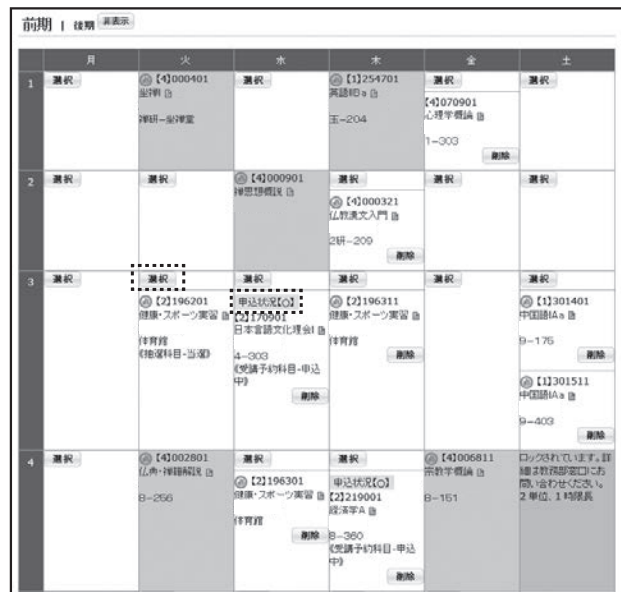 前期 | 後期 非表示
月 火 水 木 金 土
1
選択
【4】000401
坐禅
禅研-坐禅堂
選択
【1】254701
英語ⅡB a
玉-204
選択
【4】070901
心理学概論
1-303
削除
選択
2
選択
選択
【4】000901
禅思想概説
選択
【4】000321
仏教漢文入門
2研-209
削除
選択
選択
3
選択
選択
【2】196201
健康・スポーツ実習
体育館
《抽選科目-当選》
選択
申込状況【○】
【2】170901
日本言語文化理会I
4-303
《受講予約科目-申込
中》
削除
選択
【2】196311
健康・スポーツ実習
体育館
削除
選択
選択
【1】301401
中国語IA a
9-176
削除
【1】301511
中国語IA a
9-403
削除
4
選択
【4】002801
仏典・禅籍解説
8-256
選択
【2】196301
健康・スポーツ実習
体育館
削除
選択
申込状況【○】
【2】219001
経済学A
8-360
《受講予約科目-申込
中》
削除
【4】006811
宗教学概論
8-151
ロックされています。詳
細は教務部窓口にお
問い合わせください。
2 単位、1 時限長